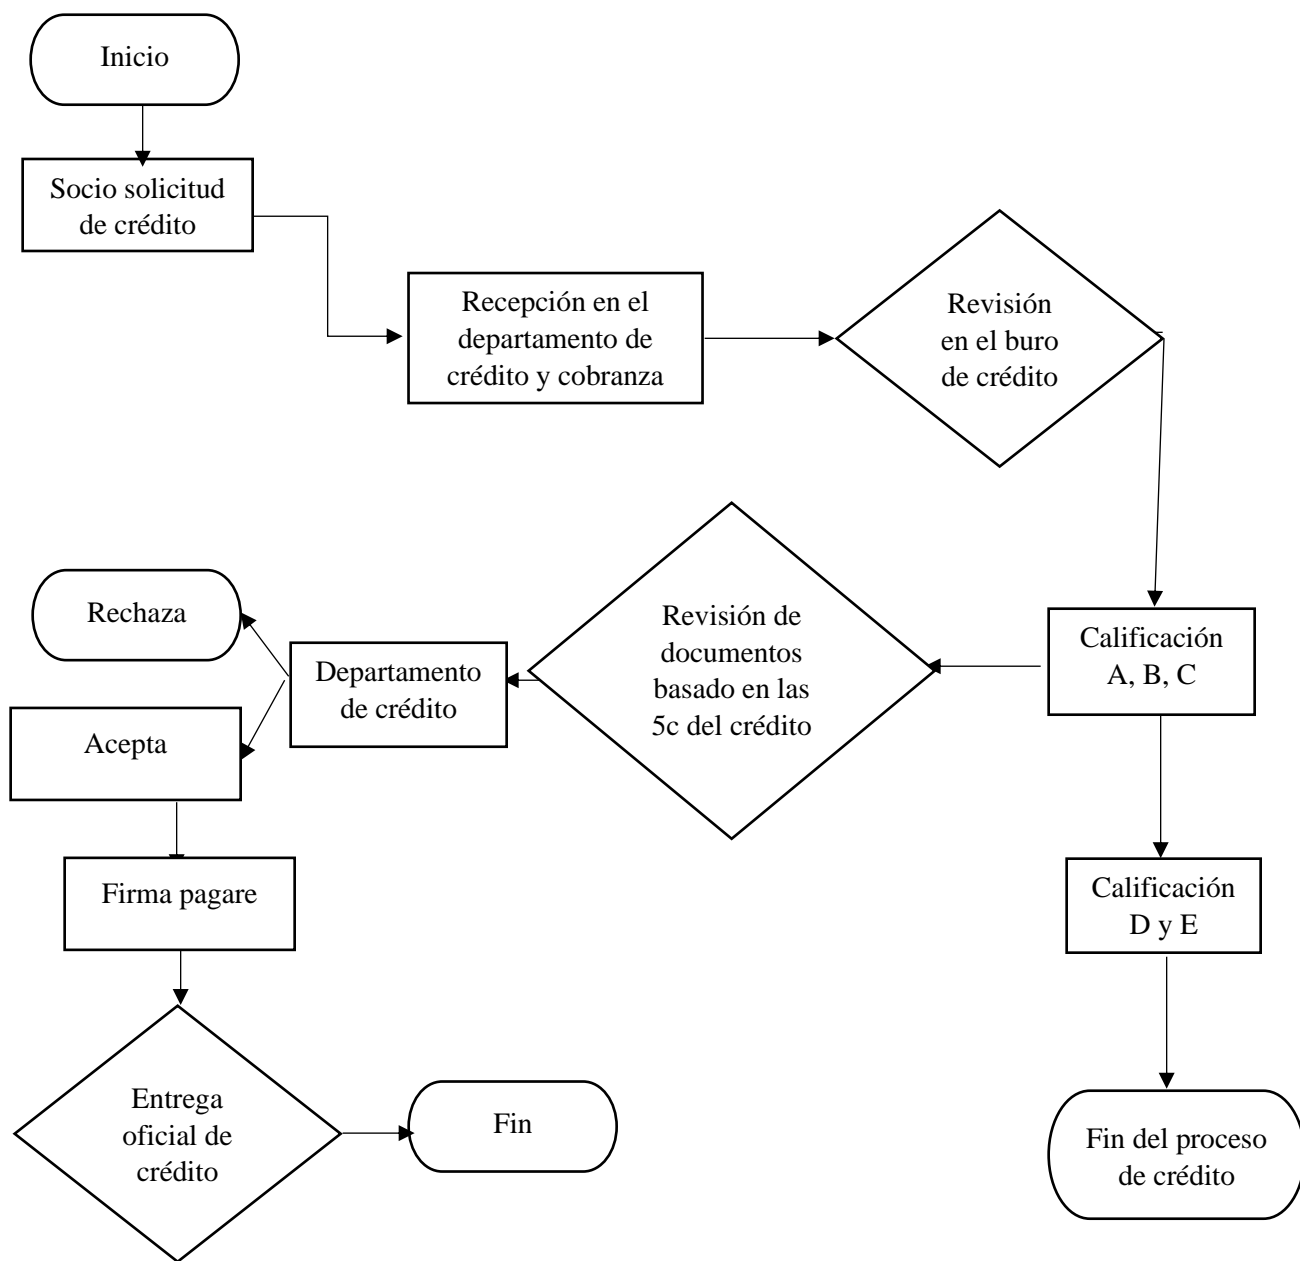 Inicio
Socio solicitud
de crédito
Recepción en el
departamento de
crédito y cobranza
Revisión
en el buro
de crédito
Calificación
A, B, C
Revisión de
documentos
basado en las
5c del crédito
Departamento
de crédito
Rechaza
Acepta
Firma pagare
Calificación
D y E
Entrega
oficial de
crédito
Fin
Fin del proceso
de crédito